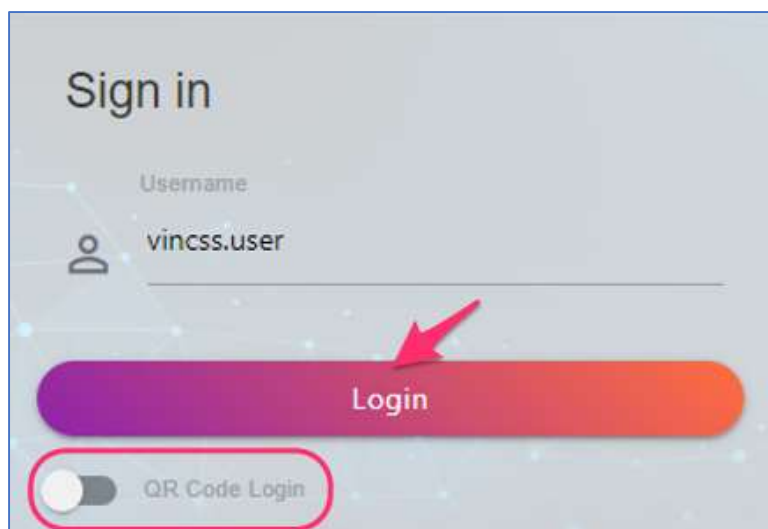 Sign in
Username
vincss.user
Login
QR Code Login